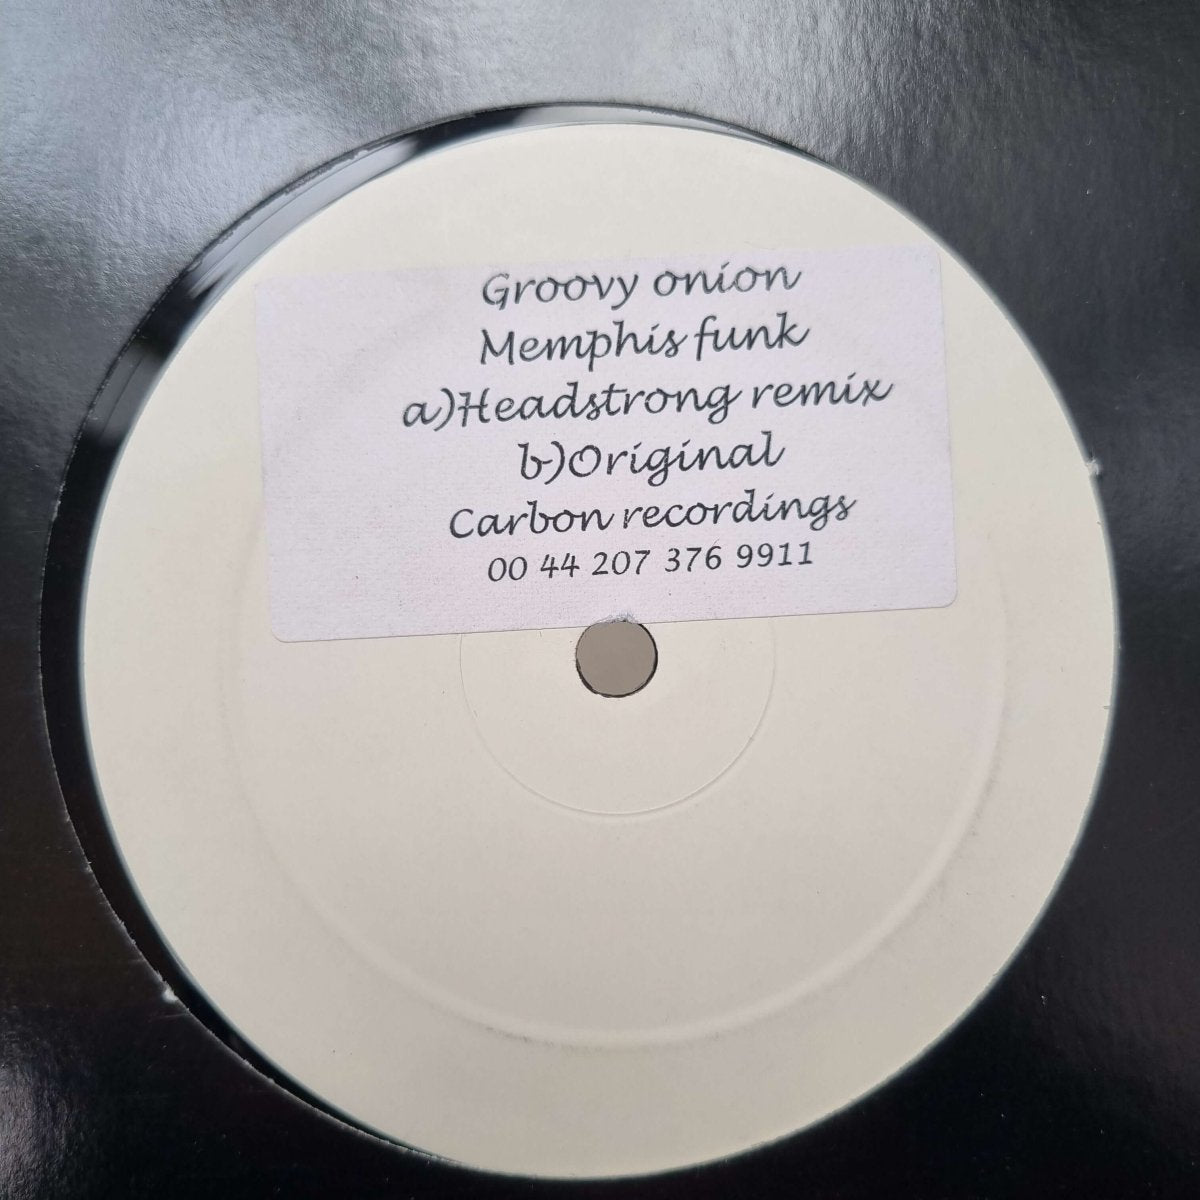 Groovy onion
Memphis funk
a)Headstrong remix
b)Original
Carbon recordings
00 44 207 376 9911